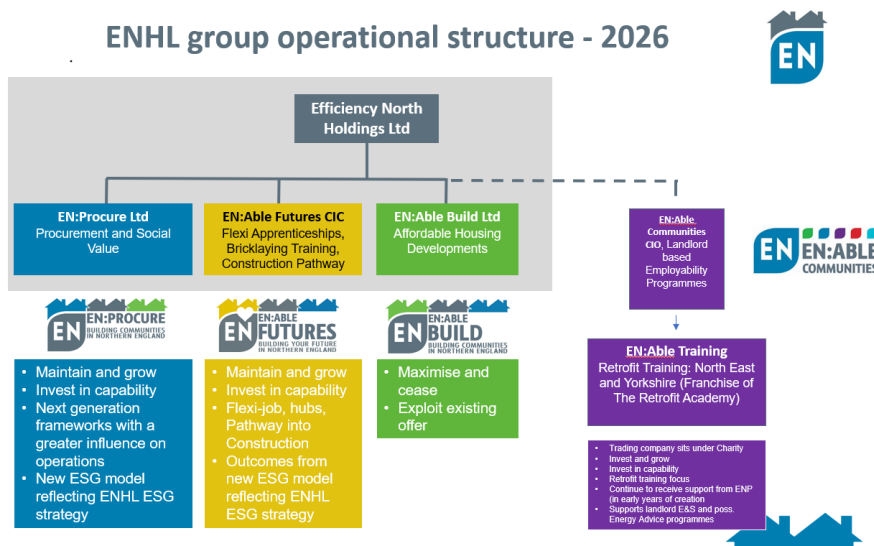 ENHL group operational structure - 2026
EN
Efficiency North
Holdings Ltd
EN:Procure Ltd
Procurement and Social
Value
EN:Able Futures CIC
Flexi Apprenticeships,
Bricklaying Training,
Construction Pathway
EN:Able Build Ltd
Affordable Housing
Developments
EN:Able
Communities
CIO, Landlord
based
Employability
Programmes
EN EN:ABLE
COMMUNITIES
EN EN:PROCURE
BUILDING COMMUNITIES
IN NORTHERN ENGLAND
EN EN:ABLE
FUTURES
BUILDING YOUR FUTURE
IN NORTHERN ENGLAND
EN EN:ABLE
BUILD
BUILDING COMMUNITIES
IN NORTHERN ENGLAND
• Maintain and grow
• Invest in capability
• Next generation
frameworks with a
greater influence on
operations
• New ESG model
reflecting ENHL ESG
strategy
• Maintain and grow
• Invest in capability
• Flexi-job, hubs,
Pathway into
Construction
• Outcomes from
new ESG model
reflecting ENHL
ESG strategy
• Maximise and
cease
• Exploit existing
offer
EN:Able Training
Retrofit Training: North East
and Yorkshire (Franchise of
The Retrofit Academy)
• Trading company sits under Charity
• Invest and grow
• Invest in capability
• Retrofit training focus
• Continue to receive support from ENP
(in early years of creation
• Supports landlord E&S and poss.
Energy Advice programmes